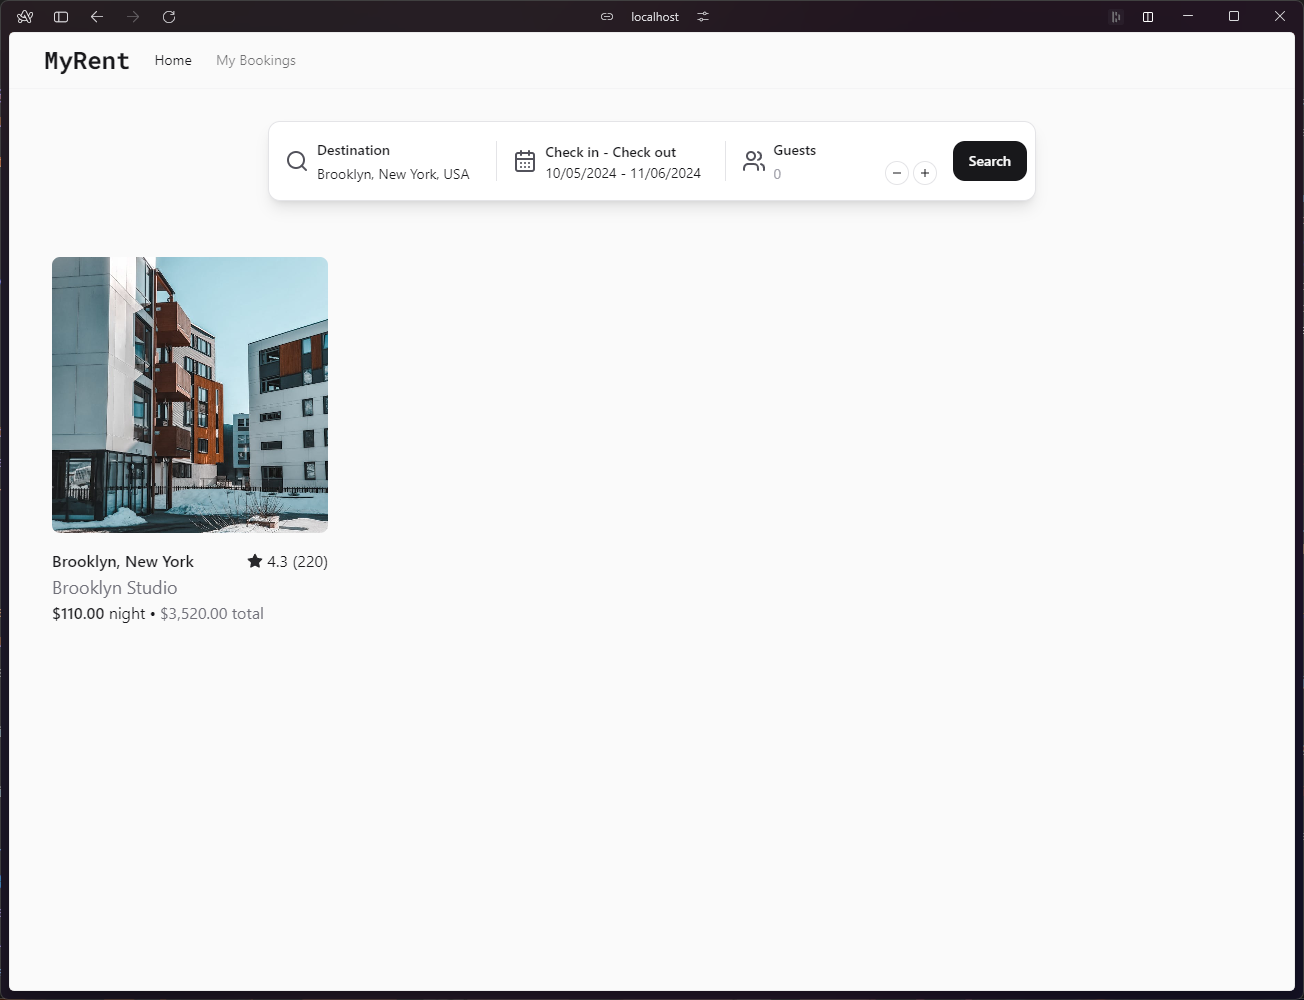 localhost
MyRent Home My Bookings
Destination
Brooklyn, New York, USA
Check in - Check out
10/05/2024 - 11/06/2024
Guests
0
Search
Brooklyn, New York 4.3 (220)
Brooklyn Studio
$110.00 night • $3,520.00 total